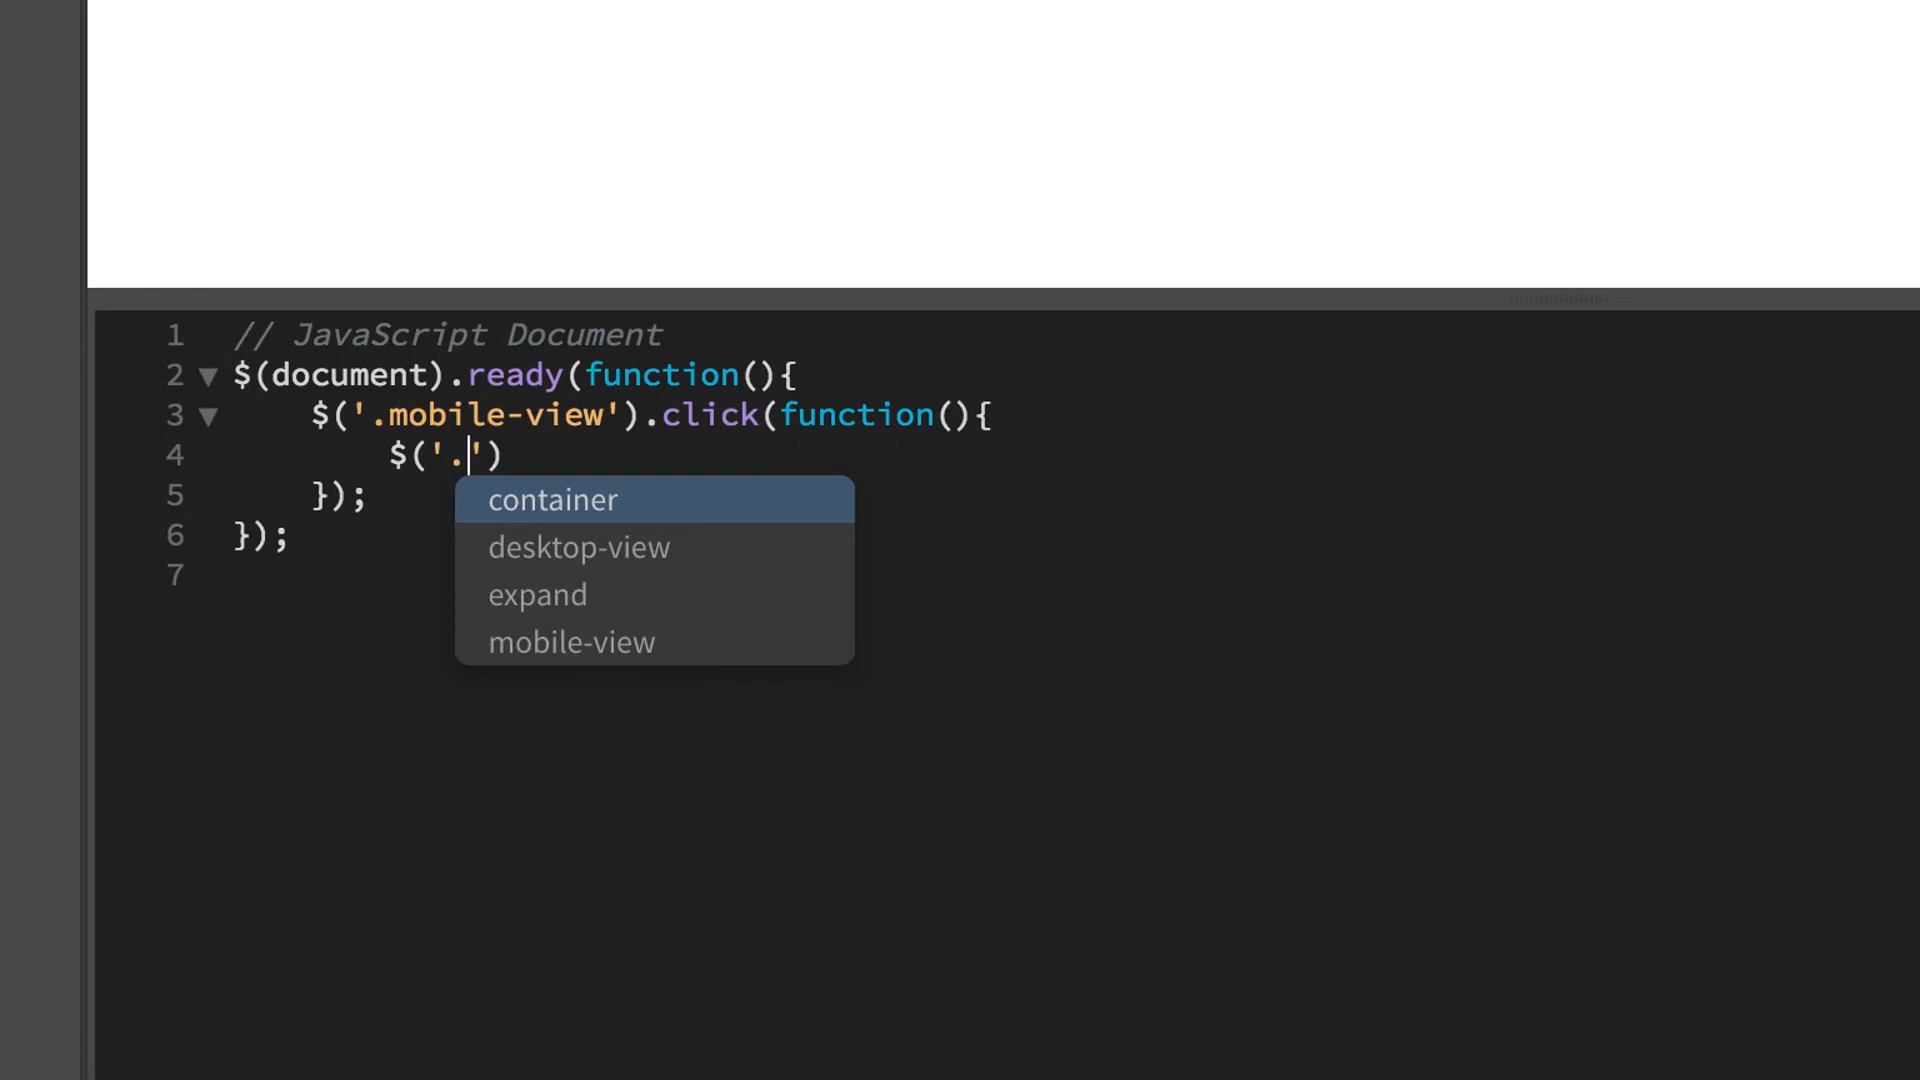 1 // JavaScript Document
2 ▼ $(document).ready(function(){
3 ▼ $('.mobile-view').click(function(){
4 $('.')
5 });
6 });
7
container
desktop-view
expand
mobile-view